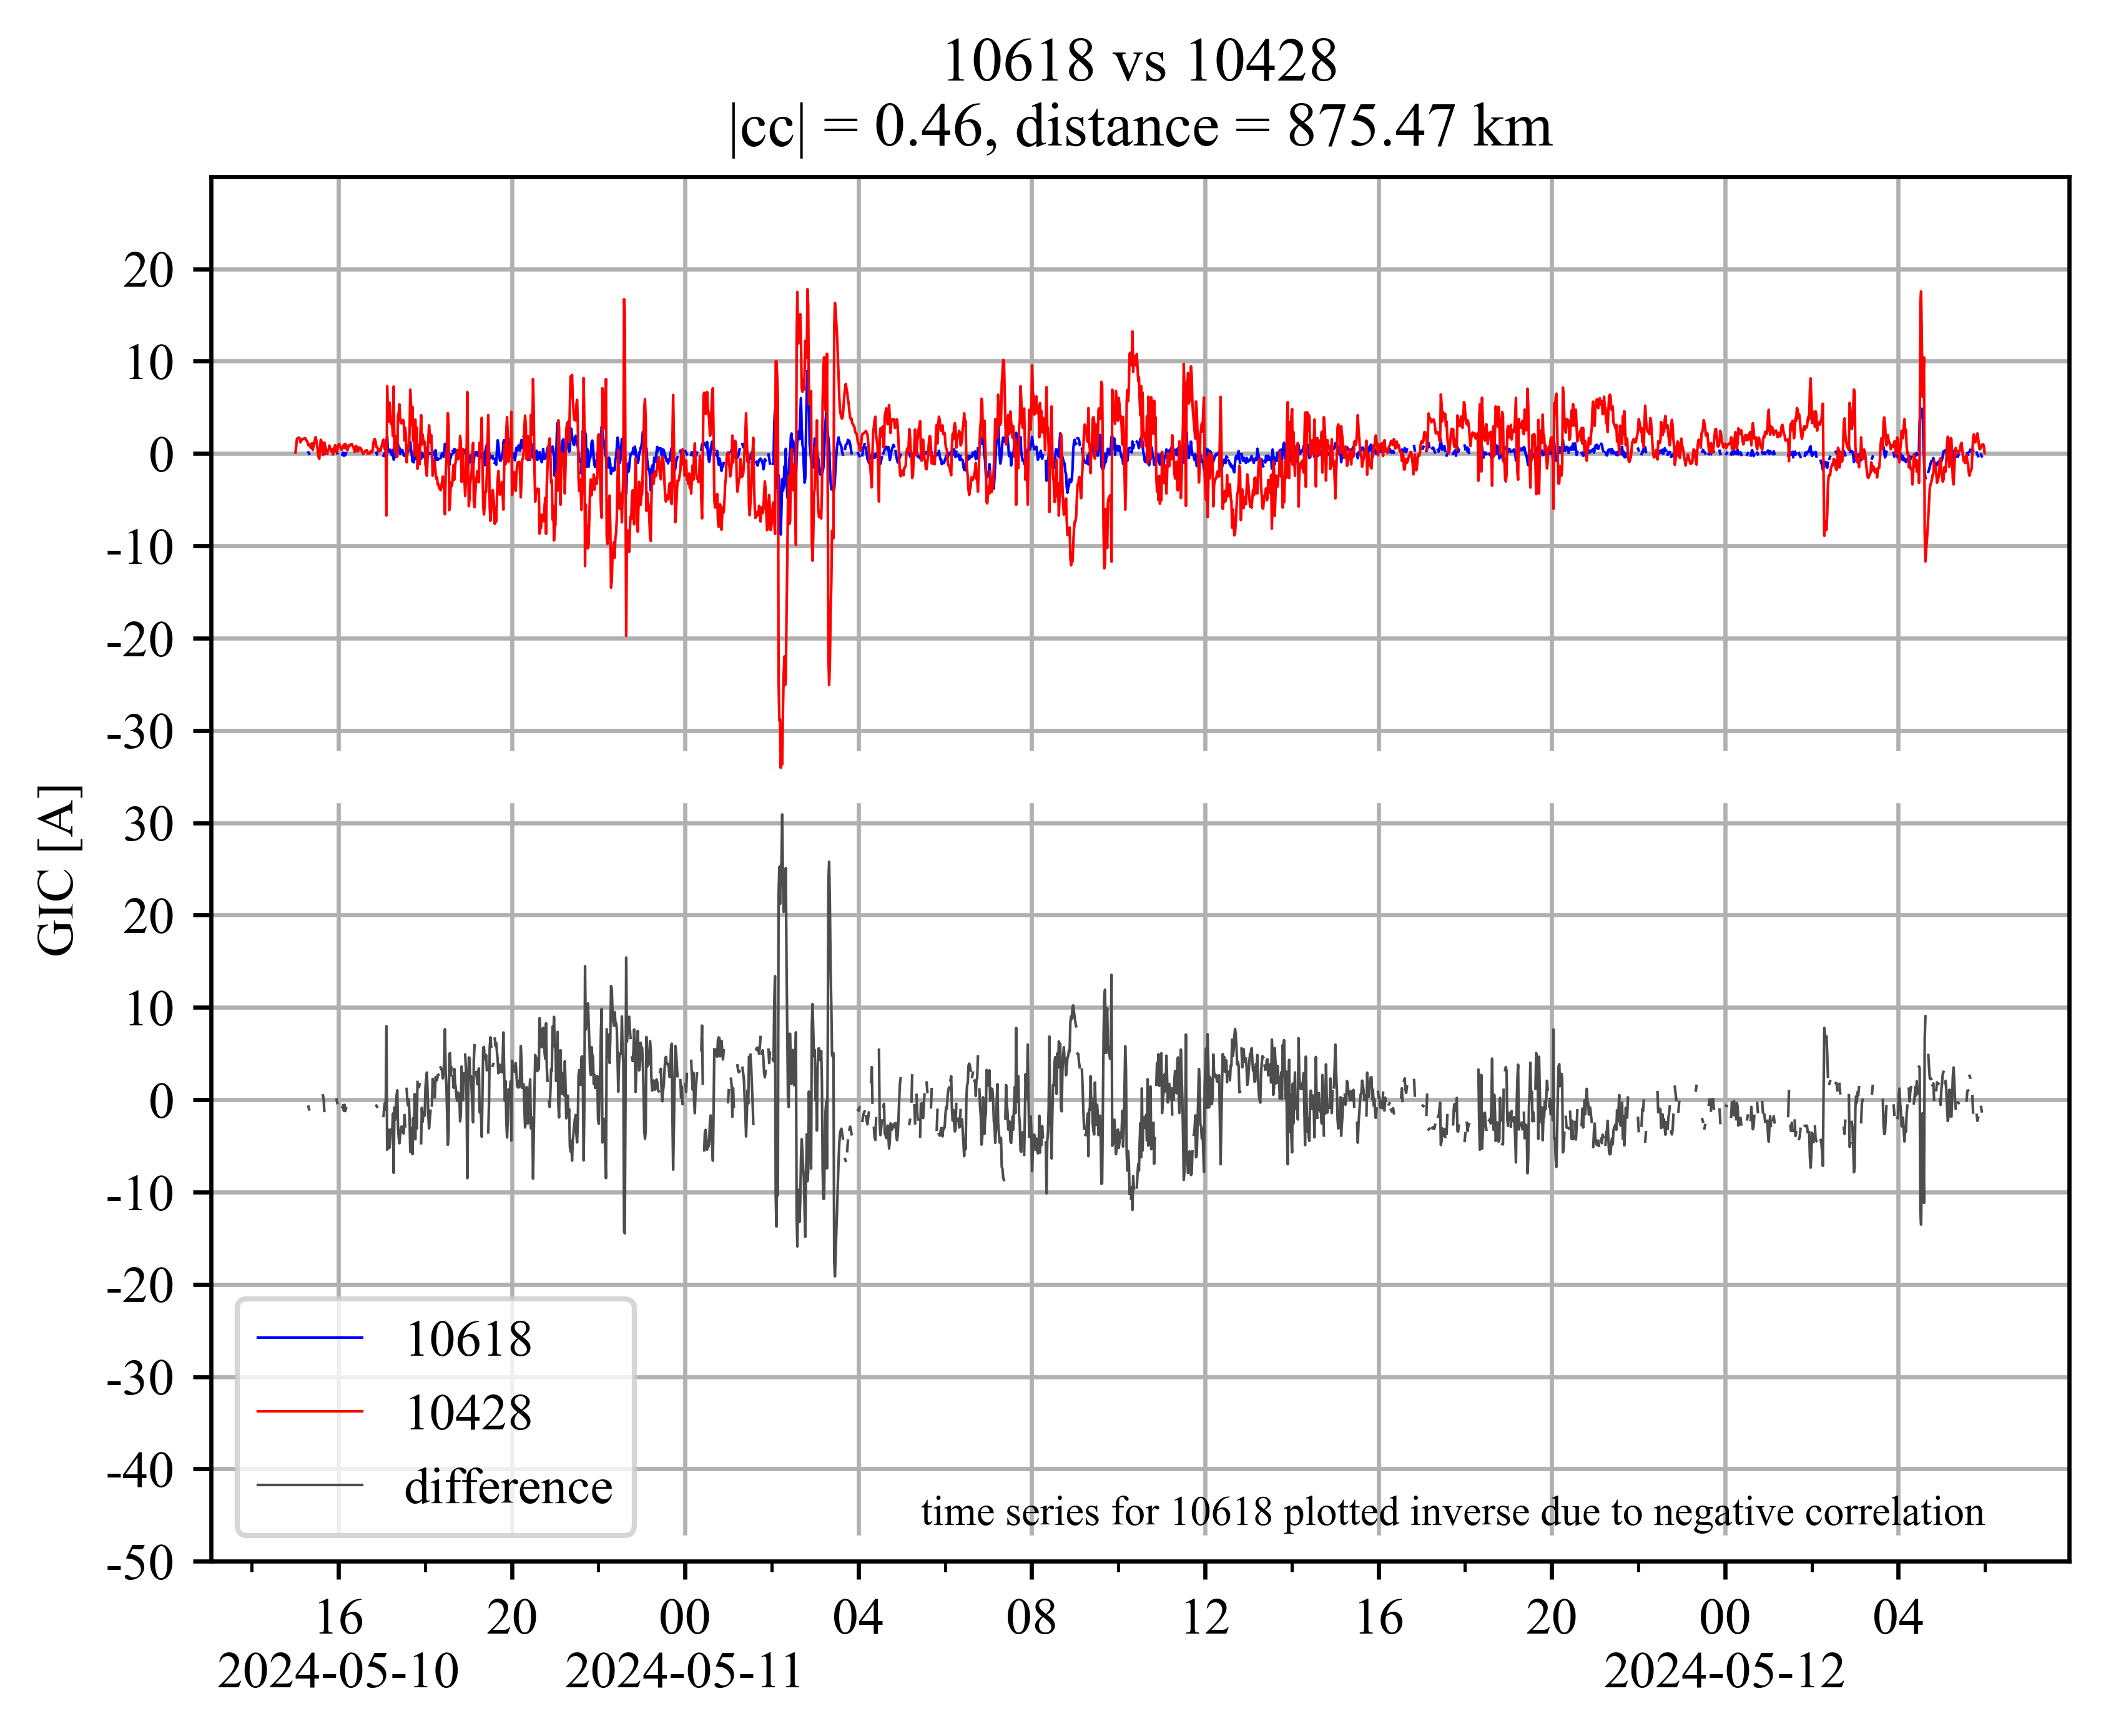 10618 vs 10428
|cc| = 0.46, distance = 875.47 km
20
10
0
-10
-20
-30
GIC [A]
30
20
10
0
-10
-20
-30
-40
-50
10618
10428
difference
time series for 10618 plotted inverse due to negative correlation
16 20 00 04 08 12 16 20 00 04
2024-05-10 2024-05-11 2024-05-12